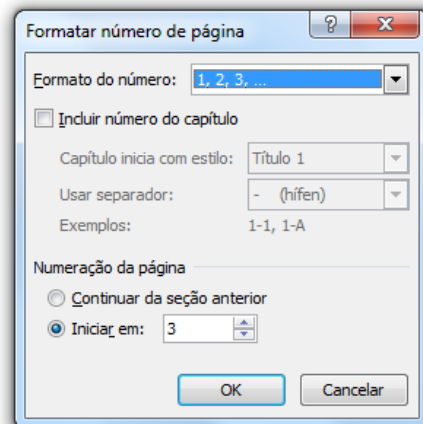 Formatar número de página
Formato do número: 1, 2, 3, ...
Incluir número do capítulo
Capítulo inicia com estilo: Título 1
Usar separador: - (hífen)
Exemplos: 1-1, 1-A
Numeração da página
Continuar da seção anterior
Iniciar em: 3
OK Cancelar